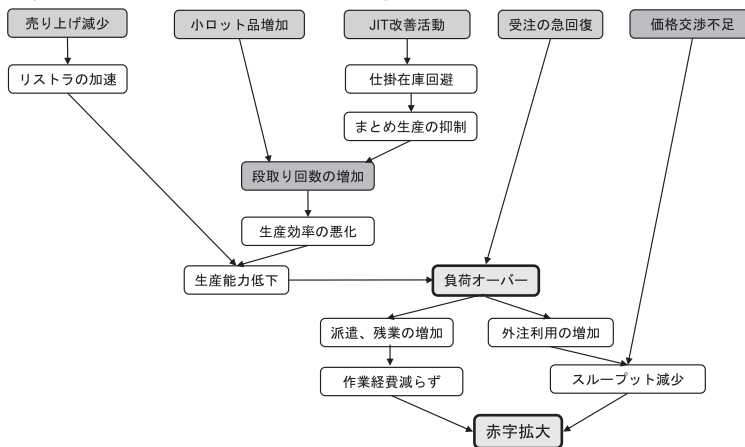 売り上げ減少
小ロット品増加
JIT改善活動
受注の急回復
価格交渉不足
リストラの加速
仕掛在庫回避
まとめ生産の抑制
段取り回数の増加
生産効率の悪化
生産能力低下
負荷オーバー
派遣、残業の増加
外注利用の増加
作業経費減らず
スループット減少
赤字拡大